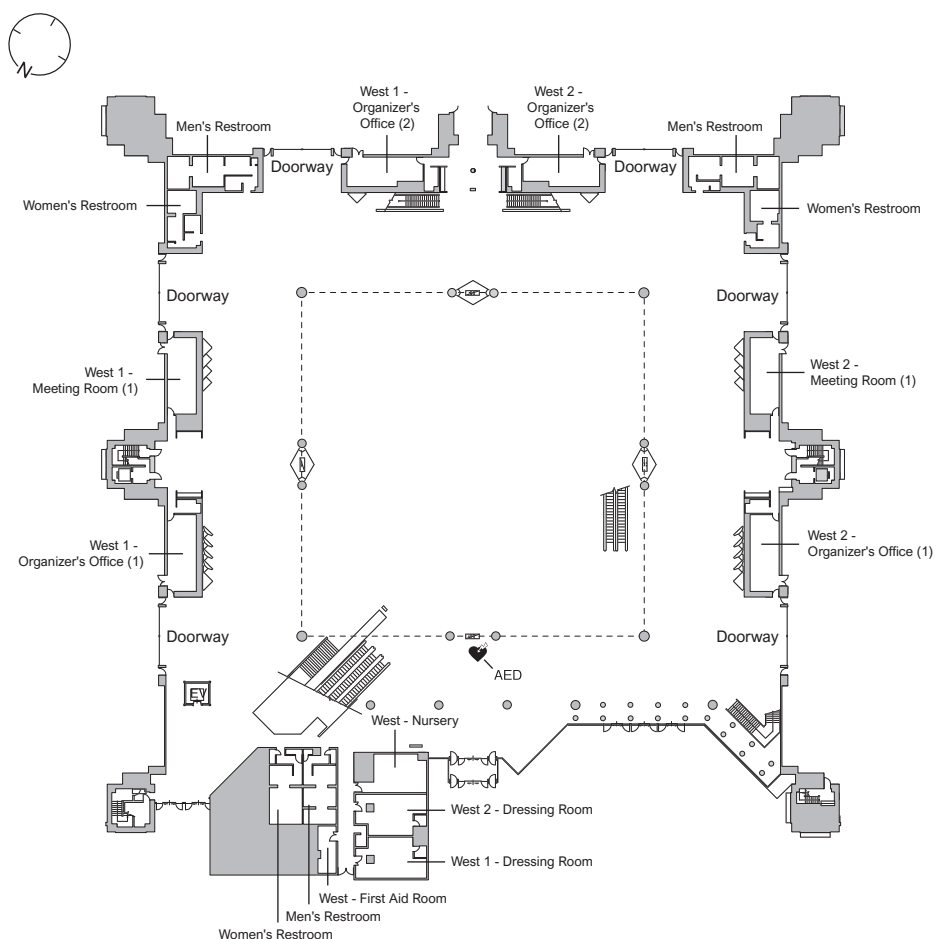 N
West 1 -
Organizer's
Office (2)
West 2 -
Organizer's
Office (2)
Men's Restroom
Men's Restroom
Doorway
Doorway
Women's Restroom
Women's Restroom
Doorway
Doorway
West 1 -
Meeting Room (1)
West 2 -
Meeting Room (1)
West 1 -
Organizer's Office (1)
West 2 -
Organizer's Office (1)
Doorway
Doorway
AED
EV
West - Nursery
West 2 - Dressing Room
West 1 - Dressing Room
West - First Aid Room
Men's Restroom
Women's Restroom